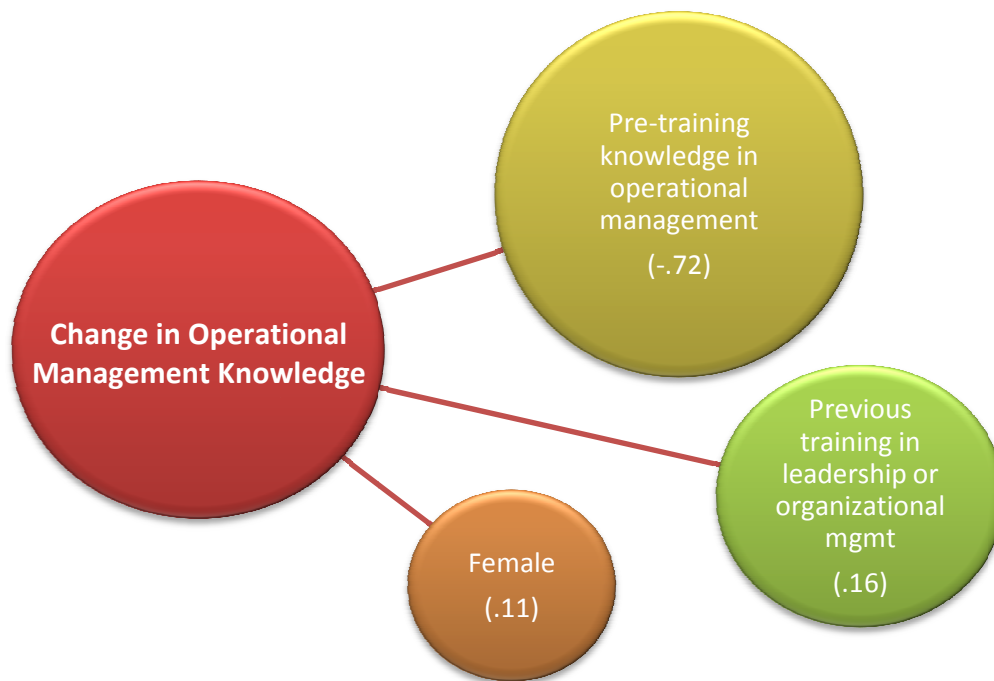 Pre-training
knowledge in
operational
management
(-.72)
Change in Operational
Management Knowledge
Previous
training in
leadership or
organizational
mgmt
(.16)
Female
(.11)